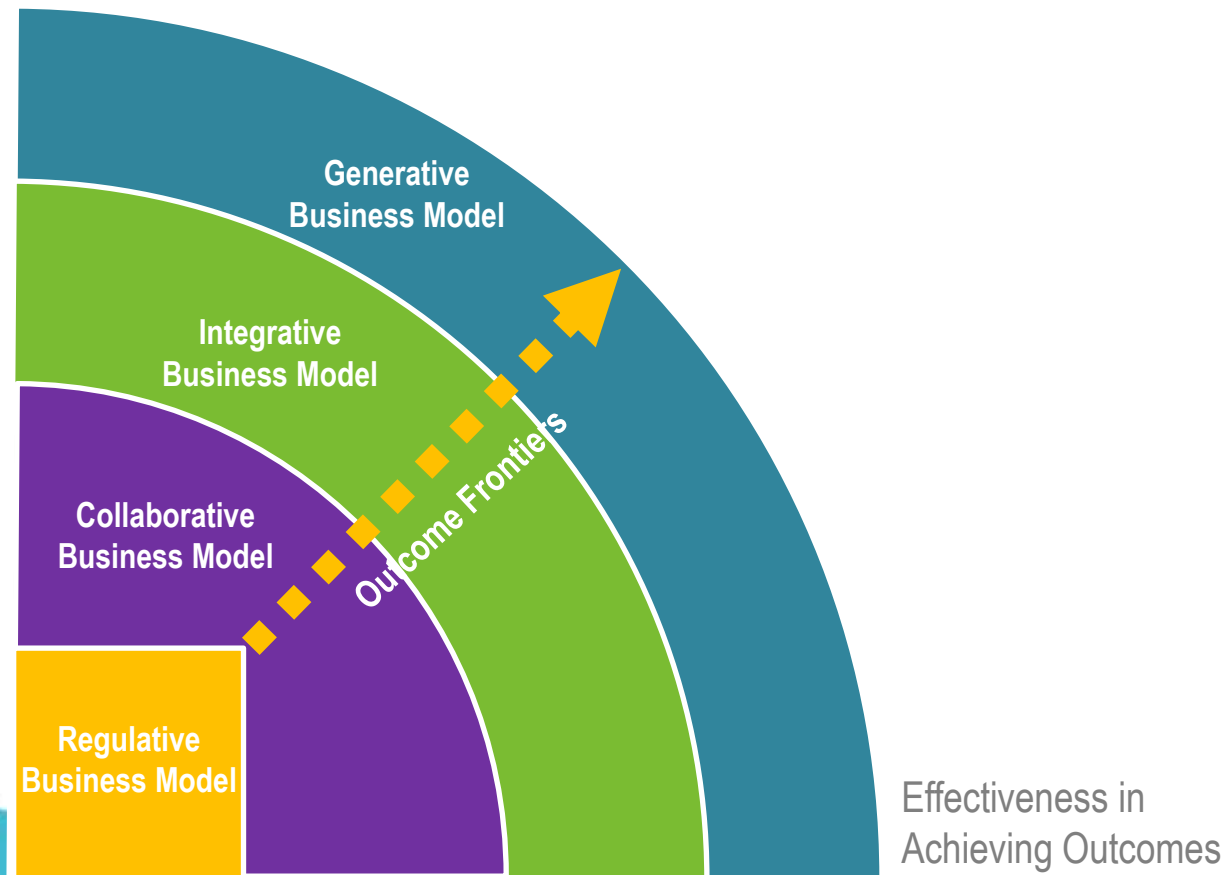 Generative
Business Model
Integrative
Business Model
Outcome Frontiers
Collaborative
Business Model
Regulative
Business Model
Effectiveness in
Achieving Outcomes